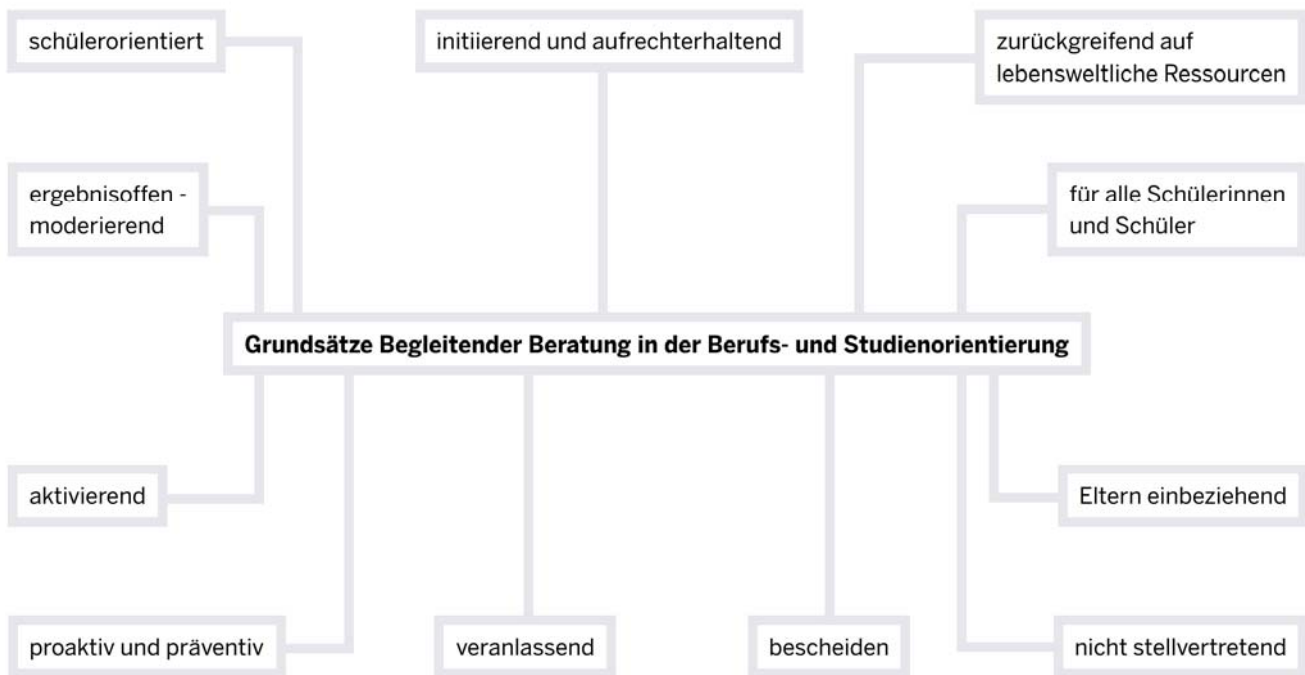 schülerorientiert
initiierend und aufrechterhaltend
zurückgreifend auf
lebensweltliche Ressourcen
ergebnisoffen -
moderierend
für alle Schülerinnen
und Schüler
Grundsätze Begleitender Beratung in der Berufs- und Studienorientierung
aktivierend
Eltern einbeziehend
proaktiv und präventiv
veranlassend
bescheiden
nicht stellvertretend